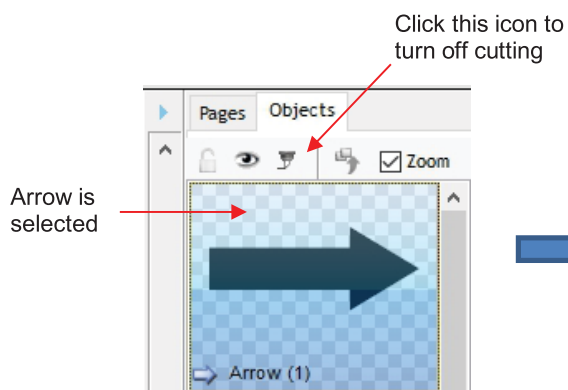 Click this icon to
turn off cutting
Pages Objects
Zoom
Arrow is
selected
Arrow (1)